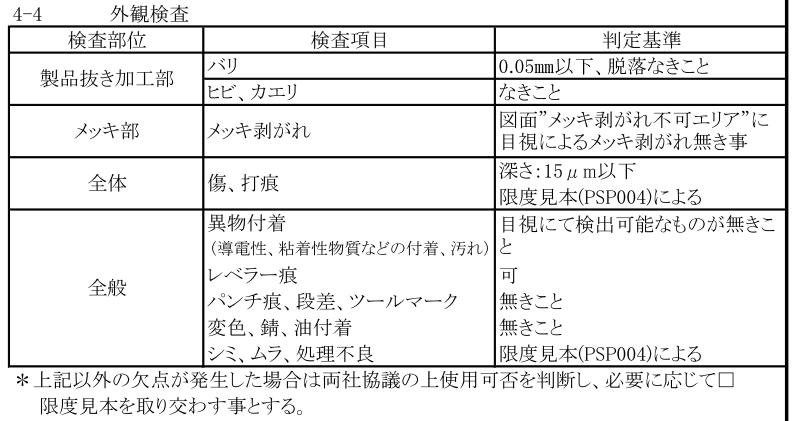 4-4 外観検査
検査部位 検査項目 判定基準
製品抜き加工部 バリ 0.05mm以下、脱落なきこと
ヒビ、カエリ なきこと
メッキ部 メッキ剥がれ 図面”メッキ剥がれ不可エリア”に
目視によるメッキ剥がれ無き事
全体 傷、打痕 深さ:15μm以下
限度見本(PSP004)による
全般 異物付着 目視にて検出可能なものが無きこ
(導電性、粘着性物質などの付着、汚れ) と
レベラー痕 可
パンチ痕、段差、ツールマーク 無きこと
変色、錆、油付着 無きこと
シミ、ムラ、処理不良 限度見本(PSP004)による
＊上記以外の欠点が発生した場合は両社協議の上使用可否を判断し、必要に応じて□
限度見本を取り交わす事とする。